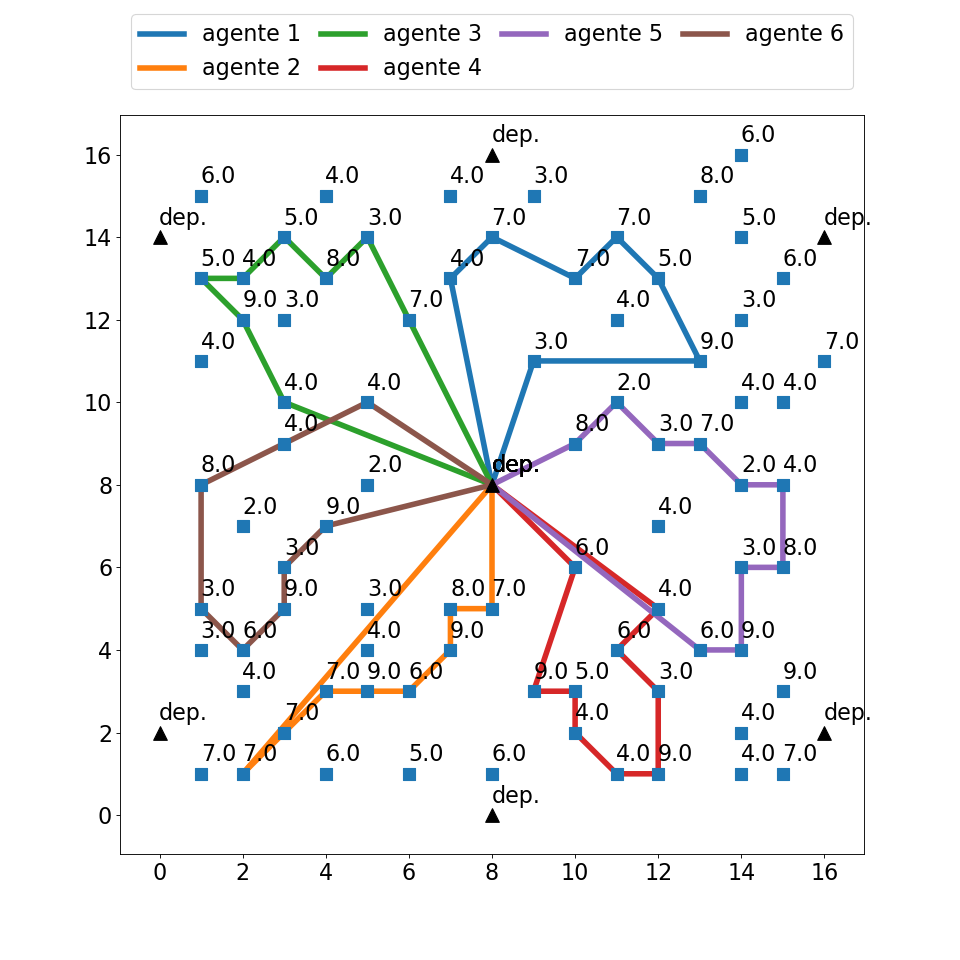 agente 1 agente 3 agente 5 agente 6
agente 2 agente 4
6.0
16 dep.
6.0 4.0 4.0 3.0 8.0
14 dep. 5.0 3.0 7.0 7.0 5.0 dep.
5.0 4.0 8.0 4.0 7.0 5.0 6.0
12 9.0 3.0 7.0 4.0 3.0
4.0 3.0 9.0 7.0
10 4.0 4.0 2.0 4.0 4.0
4.0 8.0 3.0 7.0
8 8.0 2.0 dep. 2.0 4.0
2.0 9.0 4.0
6 3.0 6.0 3.0 8.0
3.0 9.0 3.0 8.0 7.0 4.0
4 3.0 6.0 4.0 9.0 6.0 6.0 9.0
4.0 7.0 9.0 6.0 9.0 5.0 3.0 9.0
2 dep. 7.0 4.0 4.0 dep.
7.0 7.0 6.0 5.0 6.0 4.0 9.0 4.0 7.0
0 dep.
0 2 4 6 8 10 12 14 16